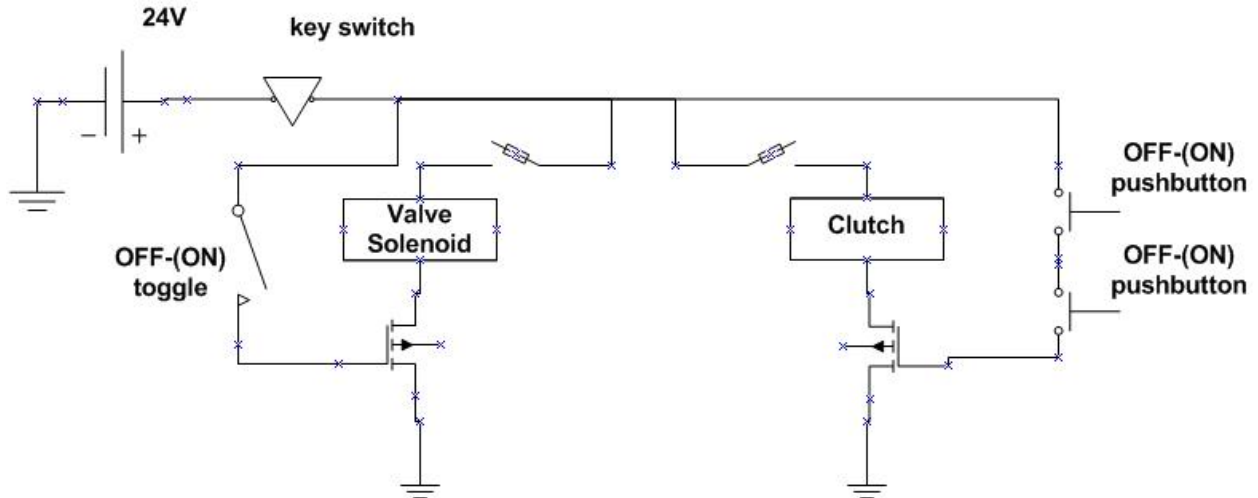 24V
key switch
− +
OFF-(ON)
pushbutton
Valve
Solenoid
Clutch
OFF-(ON)
toggle
OFF-(ON)
pushbutton